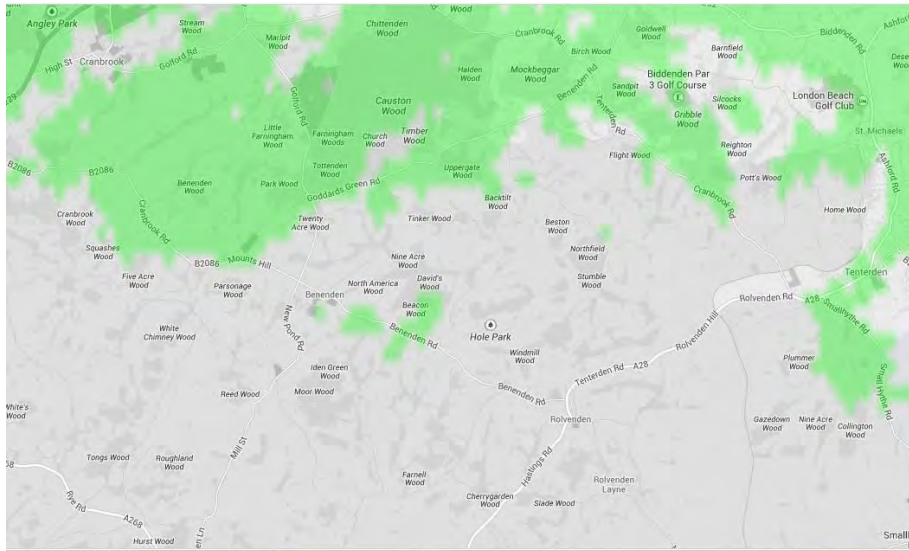 Angley Park
Stream
Wood
Marlpit
Wood
Chittenden
Wood
Wood
Cranbrook Rd
Goldwell
Wood
Birch Wood
Barnfield
Wood
Biddenden Rd
High St
Cranbrook
Golford Rd
Golford Rd
Halden
Wood
Mockbeggar
Wood
Benenden Rd
Sandpit
Wood
Biddenden Par
3 Golf Course
Silcocks
Wood
Gribble
Wood
London Beach
Golf Club
Causton
Wood
Tenterden Rd
St. Michaels
Little
Farningham
Wood
Farningham
Woods
Church
Wood
Timber
Wood
Flight Wood
Reighton
Wood
Ashford Rd
B2086
B2086
Benenden
Wood
Park Wood
Tottenden
Wood
Uppergate
Wood
Pott's Wood
Goddards Green Rd
Cranbrook Rd
Backtilt
Wood
Home Wood
Cranbrook
Wood
Cranbrook Rd
Twenty
Acre Wood
Tinker Wood
Beston
Wood
Squashes
Wood
B2086
Mounts Hill
Nine Acre
Wood
Northfield
Wood
Five Acre
Wood
Parsonage
Wood
North America
Wood
David's
Wood
Stumble
Wood
Tenterden
Benenden
Beacon
Wood
Rolvenden Rd
A28
Smallhythe Rd
White
Chimney Wood
New Pond Rd
Benenden Rd
Hole Park
Rolvenden Hill
Windmill
Wood
Iden Green
Wood
Tenterden Rd
A28
Plummer
Wood
Reed Wood
Moor Wood
Benenden Rd
Small Hythe Rd
White's
Wood
Rolvenden
Gazedown
Wood
Nine Acre
Wood
Collington
Wood
Mill St
Tongs Wood
Roughland
Wood
Hastings Rd
Farnell
Wood
Rolvenden
Layne
Rye Rd
Cherrygarden
Wood
Slade Wood
A268
Hurst Wood
en Ln
Small